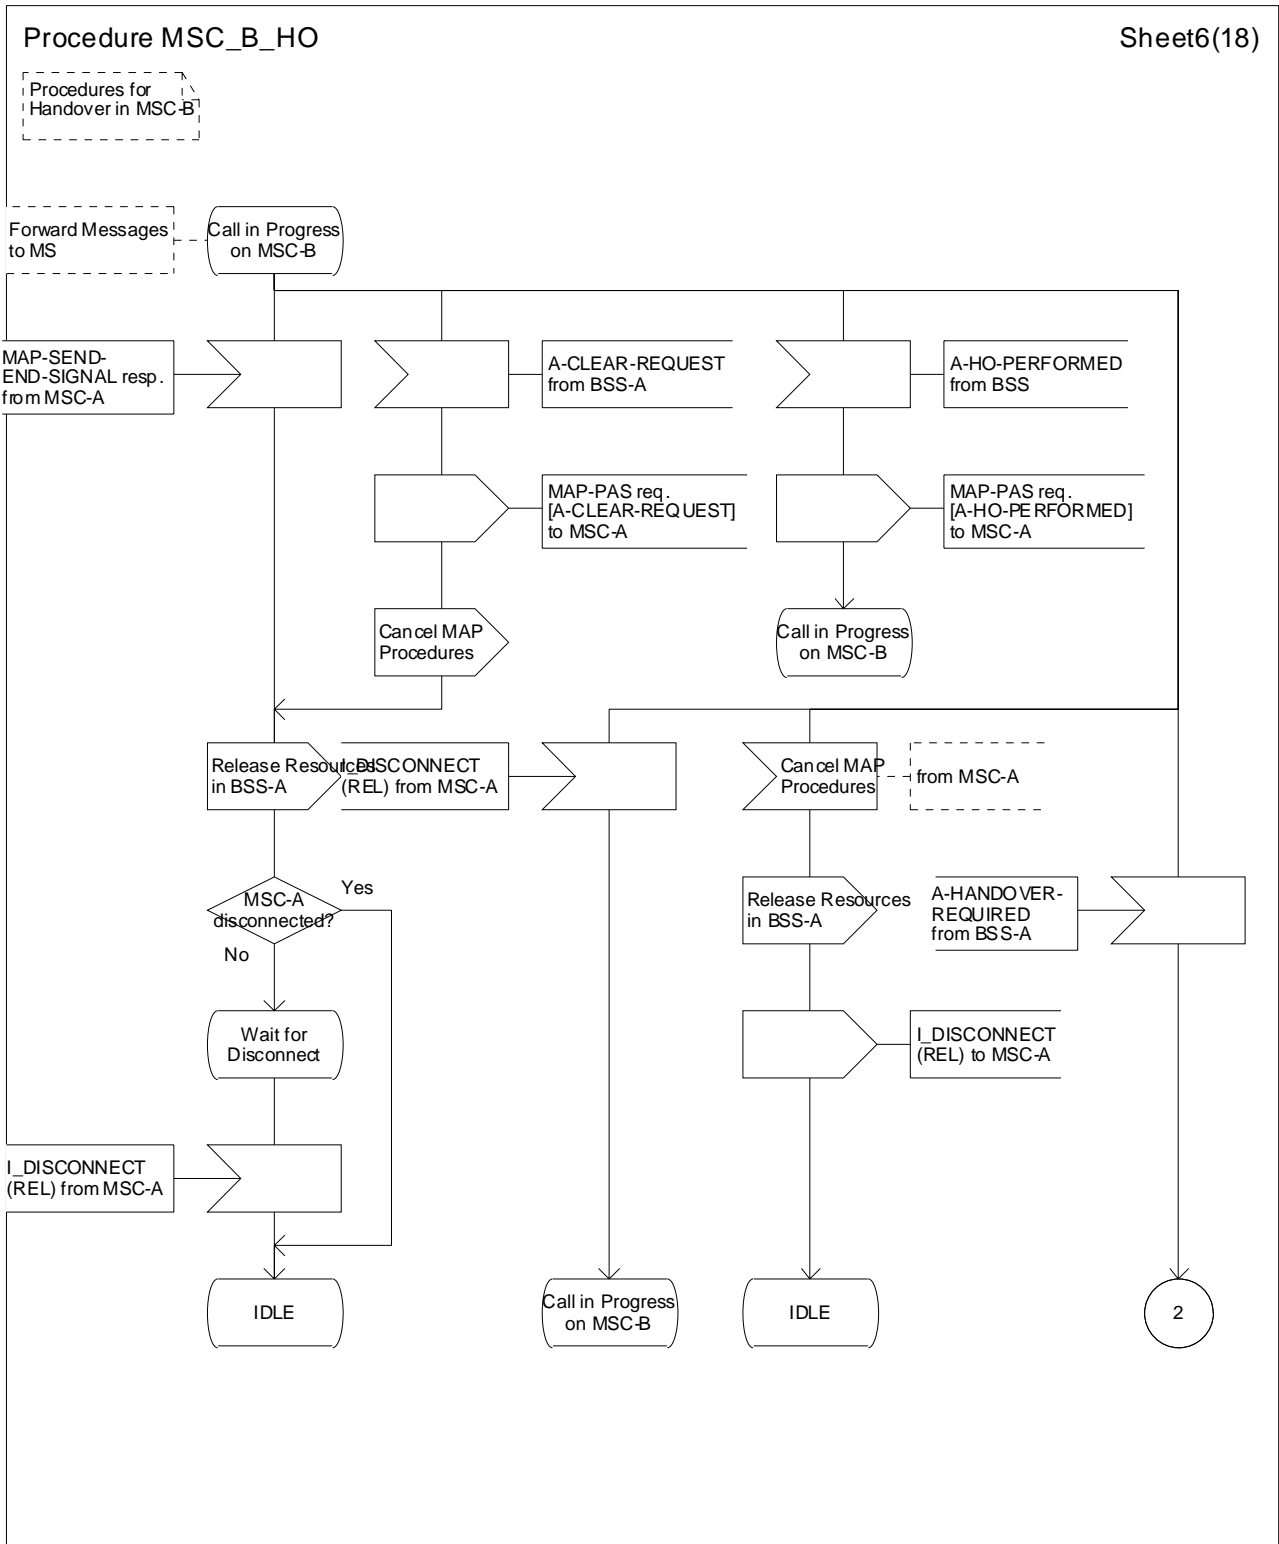 Procedure MSC_B_HO
Sheet6(18)
Procedures for
Handover in MSC-B
Forward Messages
to MS
Call in Progress
on MSC-B
MAP-SEND-
END-SIGNAL resp.
from MSC-A
A-CLEAR-REQUEST
from BSS-A
A-HO-PERFORMED
from BSS
MAP-PAS req.
[A-CLEAR-REQUEST]
to MSC-A
MAP-PAS req.
[A-HO-PERFORMED]
to MSC-A
Cancel MAP
Procedures
Call in Progress
on MSC-B
Release Resources
in BSS-A
I_DISCONNECT
(REL) from MSC-A
Cancel MAP
Procedures
from MSC-A
MSC-A
disconnected?
Yes
No
Release Resources
in BSS-A
A-HANDOVER-
REQUIRED
from BSS-A
Wait for
Disconnect
I_DISCONNECT
(REL) to MSC-A
I_DISCONNECT
(REL) from MSC-A
IDLE
Call in Progress
on MSC-B
IDLE
2